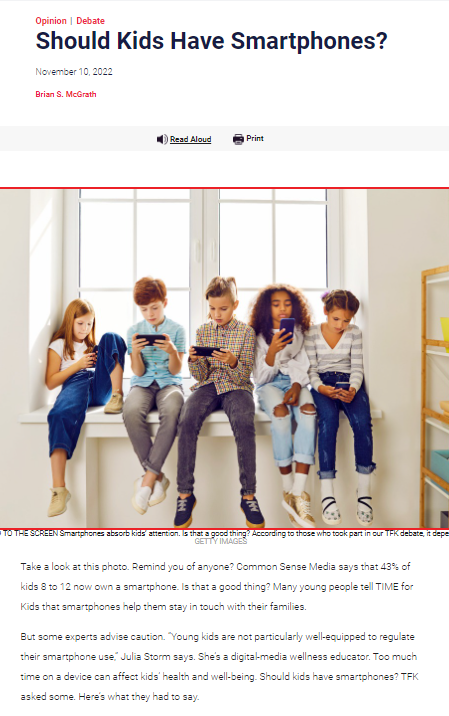 Opinion | Debate
Should Kids Have Smartphones?
November 10, 2022
Brian S. McGrath
Read Aloud Print
TO THE SCREEN Smartphones absorb kids' attention. Is that a good thing? According to those who took part in our TFK debate, it depe
GETTY IMAGES
Take a look at this photo. Remind you of anyone? Common Sense Media says that 43% of
kids 8 to 12 now own a smartphone. Is that a good thing? Many young people tell TIME for
Kids that smartphones help them stay in touch with their families.
But some experts advise caution. “Young kids are not particularly well-equipped to regulate
their smartphone use,” Julia Storm says. She’s a digital-media wellness educator. Too much
time on a device can affect kids’ health and well-being. Should kids have smartphones? TFK
asked some. Here’s what they had to say.